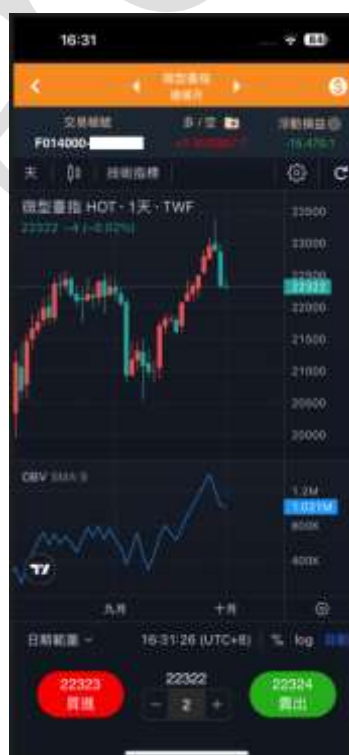 16:31
微型臺指
交易帳號
多/空
浮動損益
F014000-
天
技術指標
微型臺指 HOT · 1天 · TWF
22322 -4 (-0.02%)
23500
23000
22500
22322
22000
21500
21000
20500
20000
OBV SMA 9
1.2M
1.021M
800K
400K
九月
十月
日期範圍
16:31:26 (UTC+8)
%
log
自動
22323
買進
22322
-
2
+
22324
賣出